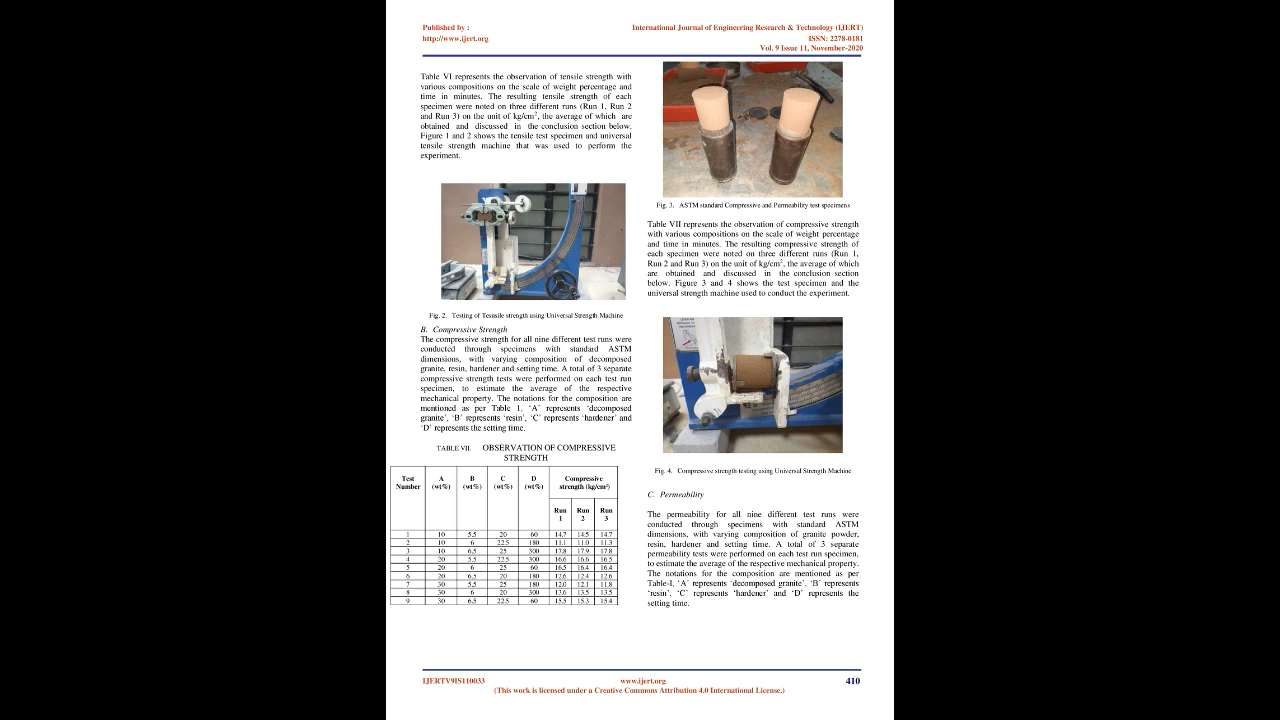 Published by :
http://www.ijert.org
International Journal of Engineering Research & Technology (IJERT)
ISSN: 2278-0181
Vol. 9 Issue 11, November-2020
Table VI represents the observation of tensile strength with
various compositions on the scale of weight percentage and
time in minutes. The resulting tensile strength of each
specimen were noted on three different runs (Run 1, Run 2
and Run 3) on the unit of kg/cm², the average of which are
obtained and discussed in the conclusion section below.
Figure 1 and 2 shows the tensile test specimen and universal
tensile strength machine that was used to perform the
experiment.
Fig. 2. Testing of Tesnsile strength using Universal Strength Machine
B. Compressive Strength
The compressive strength for all nine different test runs were
conducted through specimens with standard ASTM
dimensions, with varying composition of decomposed
granite, resin, hardener and setting time. A total of 3 separate
compressive strength tests were performed on each test run
specimen, to estimate the average of the respective
mechanical property. The notations for the composition are
mentioned as per Table 1, ‘A’ represents ‘decomposed
granite’, ‘B’ represents ‘resin’, ‘C’ represents ‘hardener’ and
‘D’ represents the setting time.
TABLE VII. OBSERVATION OF COMPRESSIVE
STRENGTH
Test Number A (wt%) B (wt%) C (wt%) D (wt%) Compressive strength (kg/cm²)
Run 1 Run 2 Run 3
1 10 5.5 20 60 14.7 14.5 14.7
2 10 6 22.5 180 11.1 11.0 11.3
3 10 6.5 25 300 17.8 17.9 17.8
4 20 5.5 22.5 300 16.6 16.6 16.5
5 20 6 25 60 16.5 16.4 16.4
6 20 6.5 20 180 12.6 12.4 12.6
7 30 5.5 25 180 12.0 12.1 11.8
8 30 6 20 300 13.6 13.5 13.5
9 30 6.5 22.5 60 15.5 15.3 15.4
Fig. 3. ASTM standard Compressive and Permeability test specimens
Table VII represents the observation of compressive strength
with various compositions on the scale of weight percentage
and time in minutes. The resulting compressive strength of
each specimen were noted on three different runs (Run 1,
Run 2 and Run 3) on the unit of kg/cm², the average of which
are obtained and discussed in the conclusion section
below. Figure 3 and 4 shows the test specimen and the
universal strength machine used to conduct the experiment.
Fig. 4. Compressive strength testing using Universal Strength Machine
C. Permeability
The permeability for all nine different test runs were
conducted through specimens with standard ASTM
dimensions, with varying composition of granite powder,
resin, hardener and setting time. A total of 3 separate
permeability tests were performed on each test run specimen,
to estimate the average of the respective mechanical property.
The notations for the composition are mentioned as per
Table-I, ‘A’ represents ‘decomposed granite’, ‘B’ represents
‘resin’, ‘C’ represents ‘hardener’ and ‘D’ represents the
setting time.
IJERTV9IS110033
www.ijert.org
410
(This work is licensed under a Creative Commons Attribution 4.0 International License.)